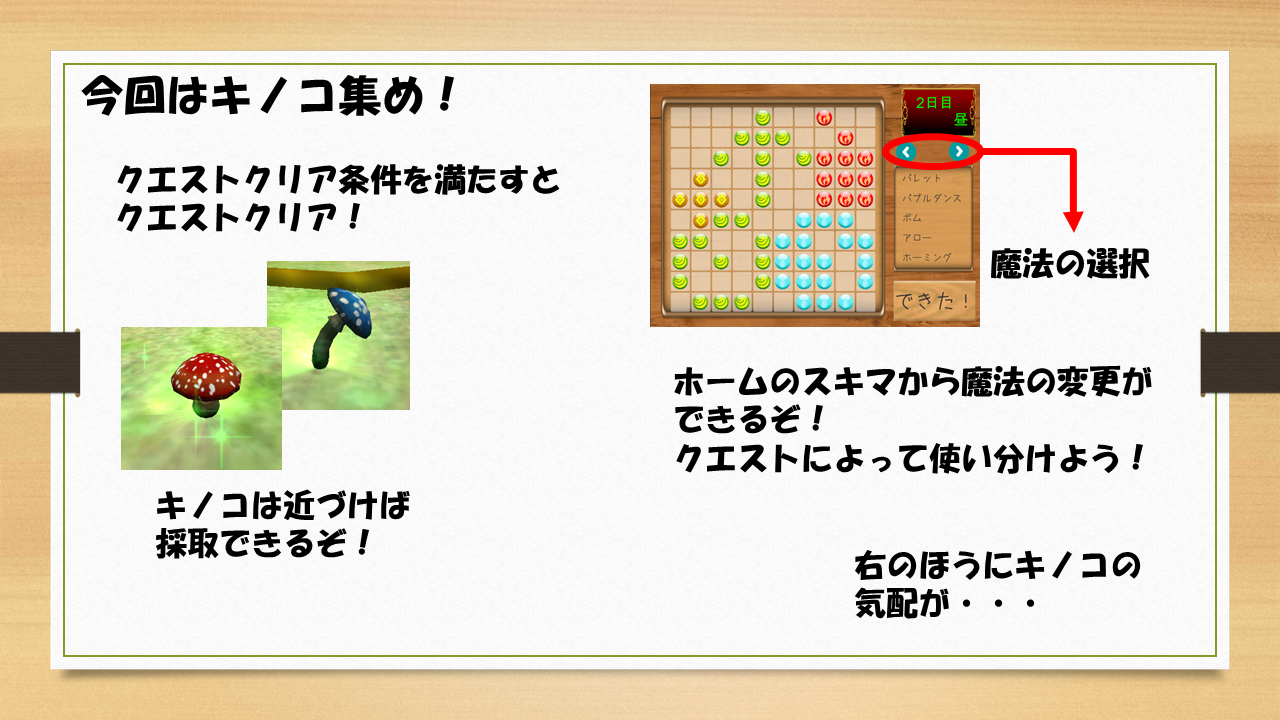 今回はキノコ集め！
クエストクリア条件を満たすと
クエストクリア！
キノコは近づけば
採取できるぞ！
2日目
昼
バレット
バブルダンス
ボム
アロー
ホーミング
できた！
魔法の選択
ホームのスキマから魔法の変更が
できるぞ！
クエストによって使い分けよう！
右のほうにキノコの
気配が・・・